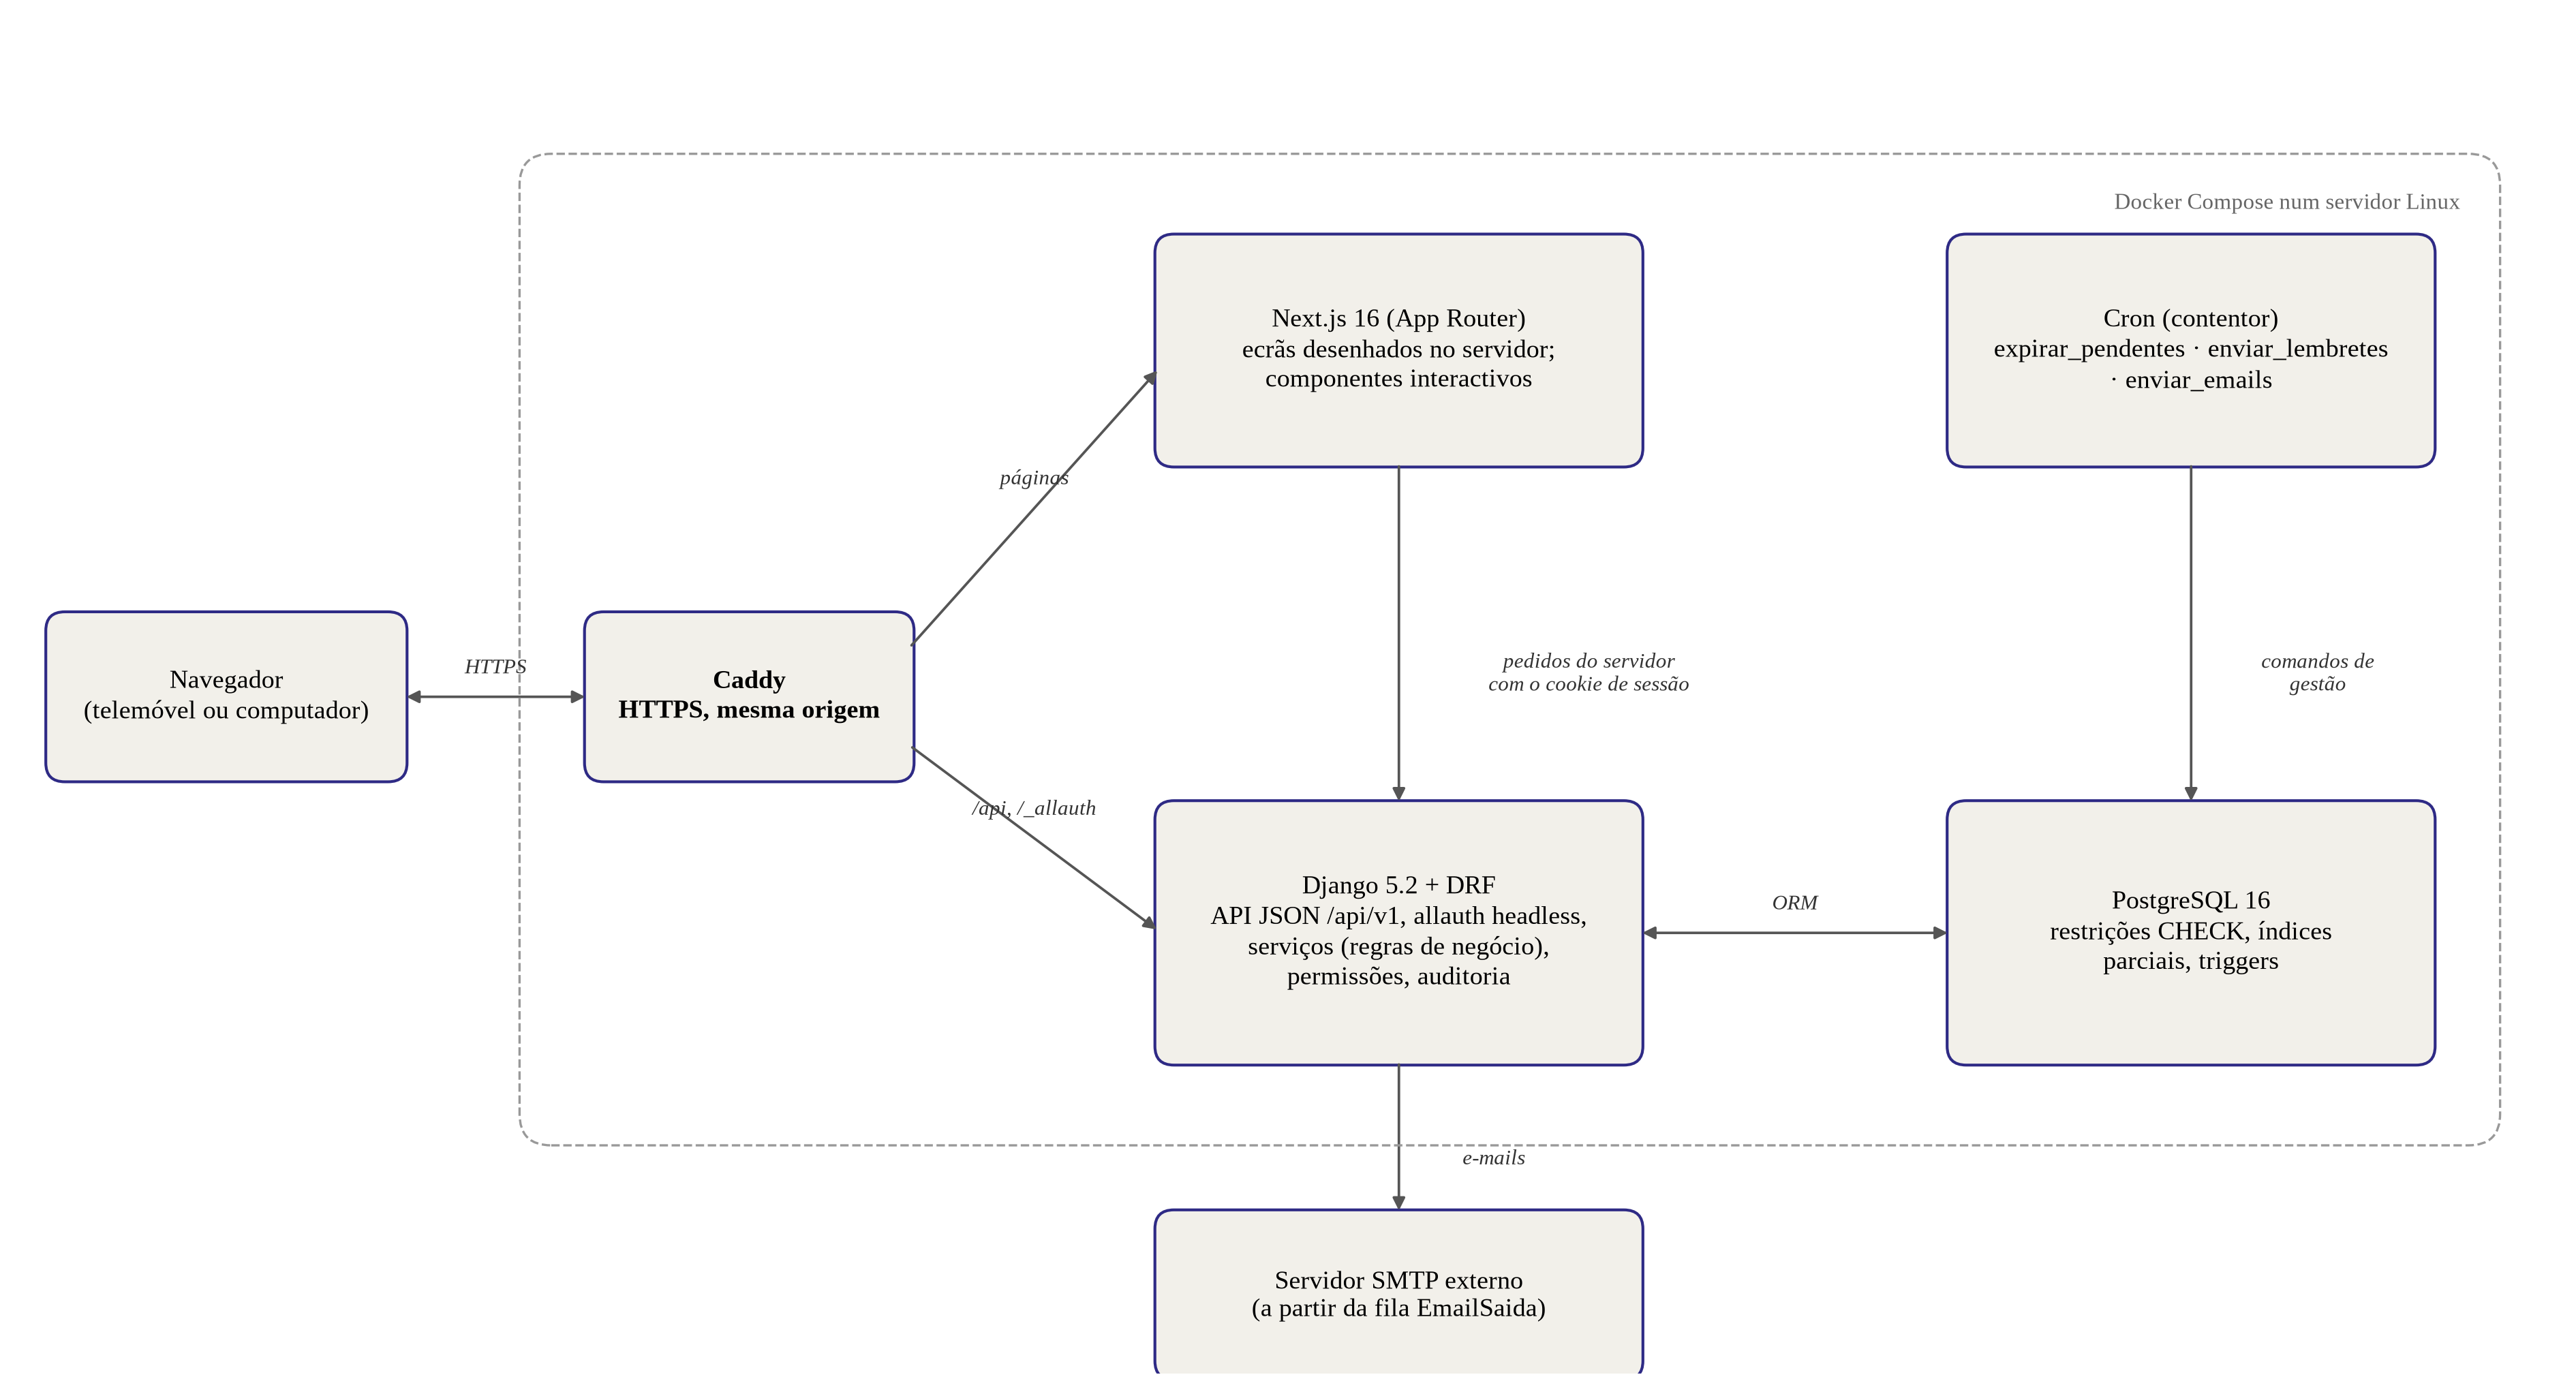 Docker Compose num servidor Linux
Next.js 16 (App Router)
ecrãs desenhados no servidor;
componentes interactivos
Cron (contentor)
expirar_pendentes · enviar_lembretes
· enviar_emails
páginas
Navegador
(telemóvel ou computador)
HTTPS
Caddy
HTTPS, mesma origem
pedidos do servidor
com o cookie de sessão
comandos de
gestão
/api, /_allauth
Django 5.2 + DRF
API JSON /api/v1, allauth headless,
serviços (regras de negócio),
permissões, auditoria
ORM
PostgreSQL 16
restrições CHECK, índices
parciais, triggers
e-mails
Servidor SMTP externo
(a partir da fila EmailSaida)